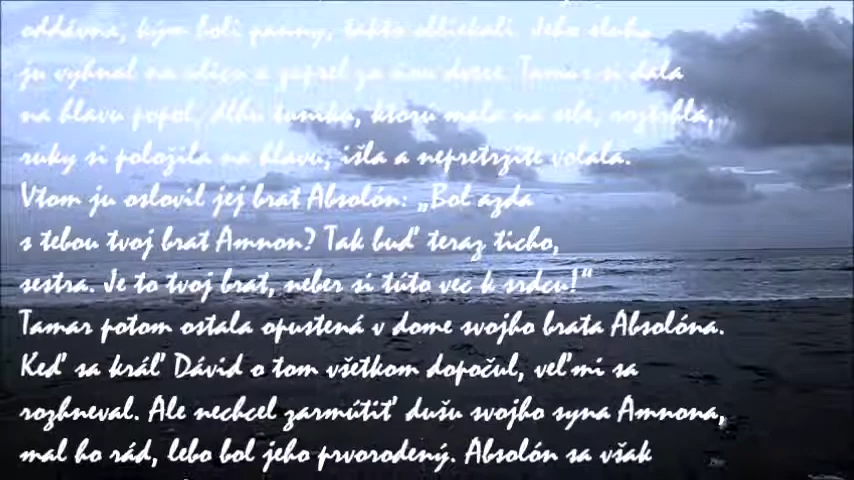 oddávna, kým boli panny, takto obliekali. Jeho sluha
ju vyhnal na ulicu a zaprel za ňou dvere. Tamar si dala
na hlavu popol, dlhú tuniku, ktorú mala na sebe, roztrhla,
ruky si položila na hlavu, išla a nepretržite volala.
Vtom ju oslovil jej brat Absolón: „Bol azda
s tebou tvoj brat Amnon? Tak buď teraz ticho,
sestra. Je to tvoj brat, neber si túto vec k srdcu!“
Tamar potom ostala opustená v dome svojho brata Absolóna.
Keď sa kráľ Dávid o tom všetkom dopočul, veľmi sa
rozhneval. Ale nechcel zarmútiť dušu svojho syna Amnona,
mal ho rád, lebo bol jeho prvorodený. Absolón sa však